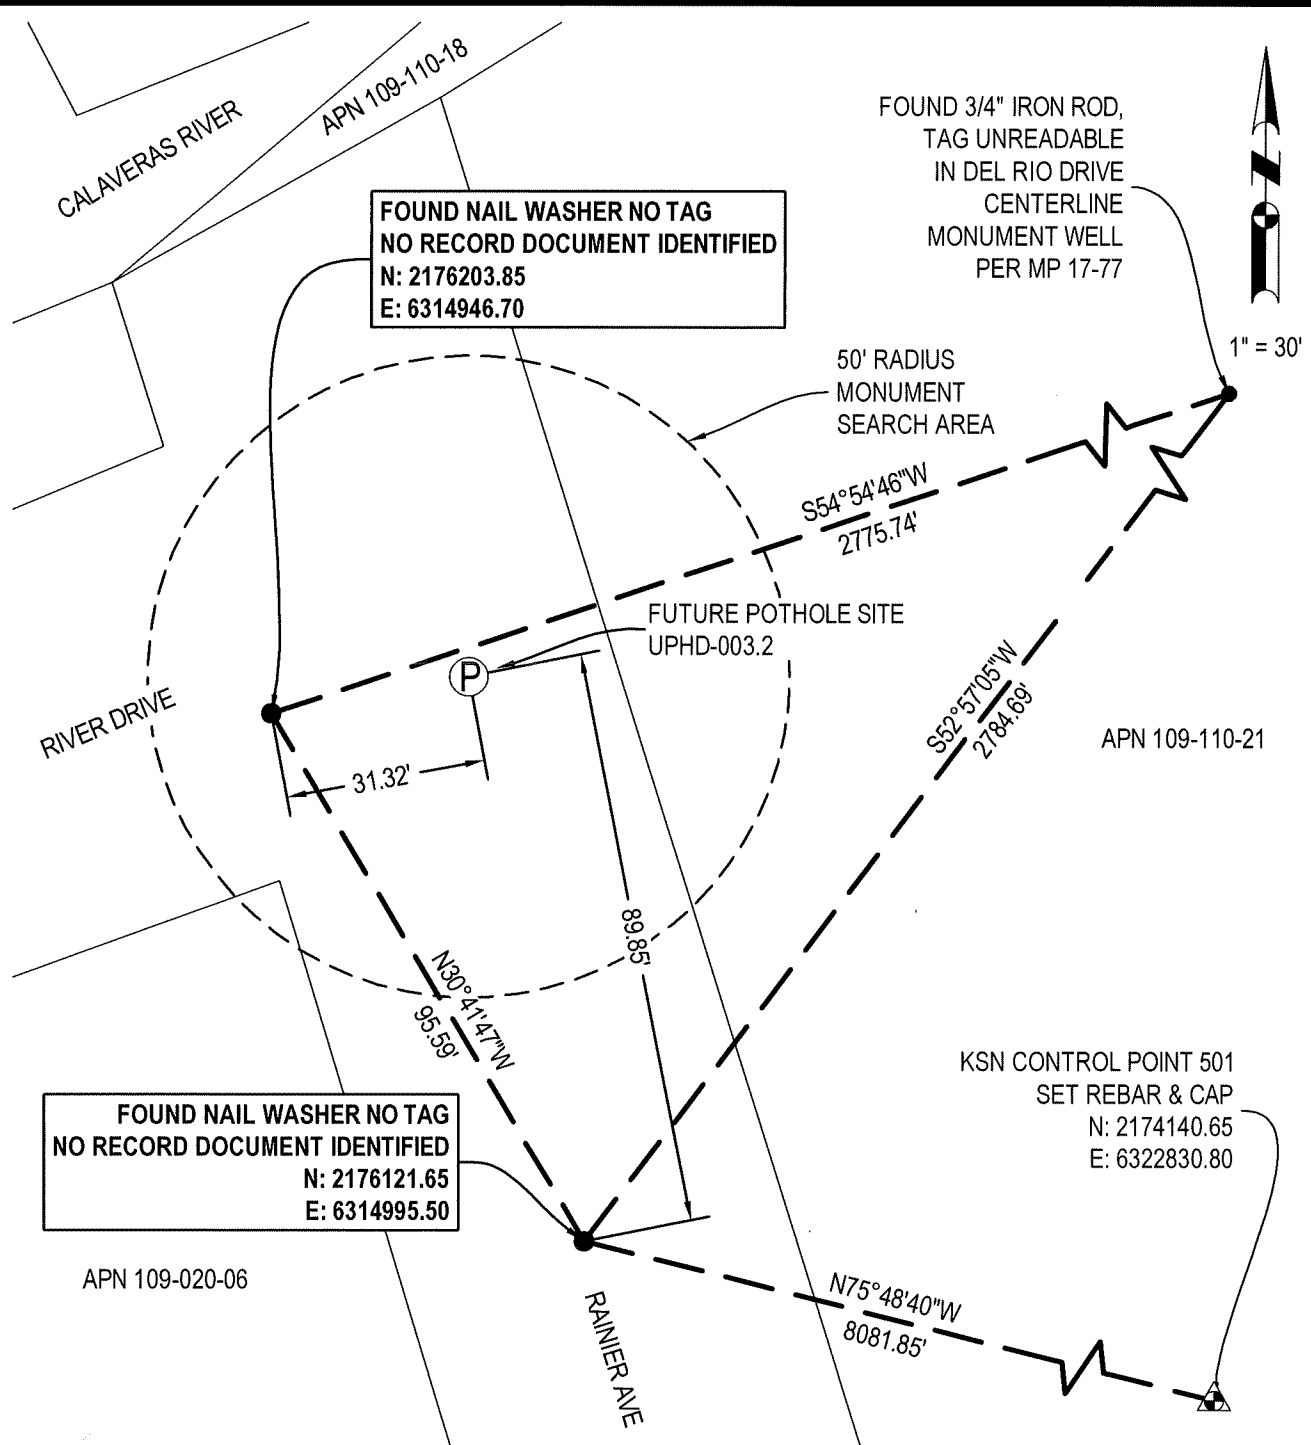 APN 109-110-18
CALAVERAS RIVER
FOUND 3/4" IRON ROD,
TAG UNREADABLE
IN DEL RIO DRIVE
CENTERLINE
MONUMENT WELL
PER MP 17-77
1" = 30'
FOUND NAIL WASHER NO TAG
NO RECORD DOCUMENT IDENTIFIED
N: 2176203.85
E: 6314946.70
50' RADIUS
MONUMENT
SEARCH AREA
S54°54'46"W
2775.74'
FUTURE POTHOLE SITE
UPHD-003.2
P
RIVER DRIVE
31.32'
S52°57'05"W
2784.69'
APN 109-110-21
89.85'
N30°41'47"W
95.59'
KSN CONTROL POINT 501
SET REBAR & CAP
N: 2174140.65
E: 6322830.80
FOUND NAIL WASHER NO TAG
NO RECORD DOCUMENT IDENTIFIED
N: 2176121.65
E: 6314995.50
APN 109-020-06
RAINIER AVE
N75°48'40"W
8081.85'